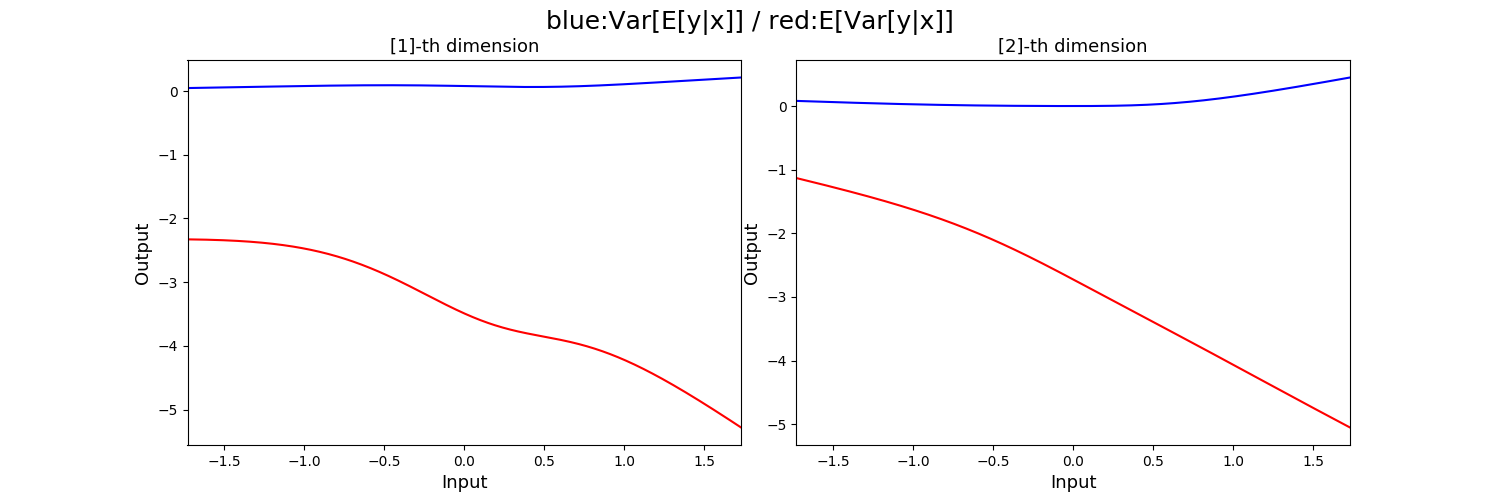 blue:Var[E[y|x]] / red:E[Var[y|x]]
[1]-th dimension
0
−1
−2
−3
−4
−5
Output
−1.5 −1.0 −0.5 0.0 0.5 1.0 1.5
Input
[2]-th dimension
0
−1
−2
−3
−4
−5
Output
−1.5 −1.0 −0.5 0.0 0.5 1.0 1.5
Input